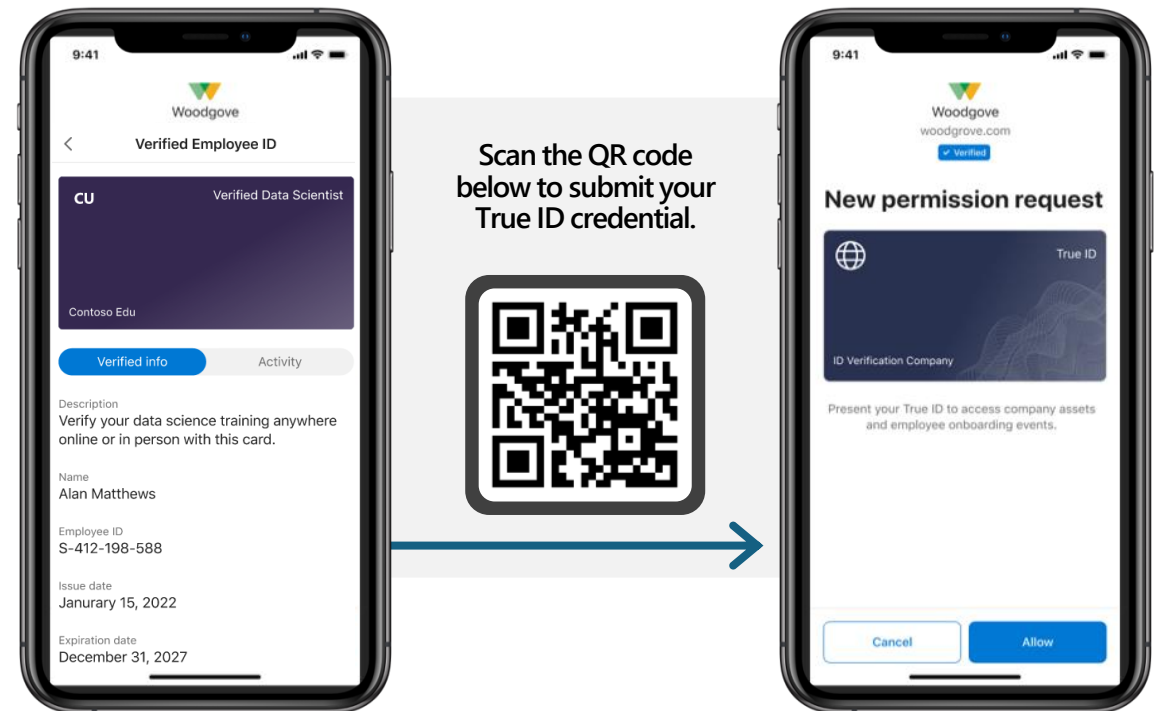 9:41
Woodgove
Verified Employee ID
CU
Verified Data Scientist
Contoso Edu
Verified info
Activity
Description
Verify your data science training anywhere
online or in person with this card.
Name
Alan Matthews
Employee ID
S-412-198-588
Issue date
Janurary 15, 2022
Expiration date
December 31, 2027
Scan the QR code
below to submit your
True ID credential.
9:41
Woodgove
woodgrove.com
Verified
New permission request
True ID
ID Verification Company
Present your True ID to access company assets
and employee onboarding events.
Cancel
Allow